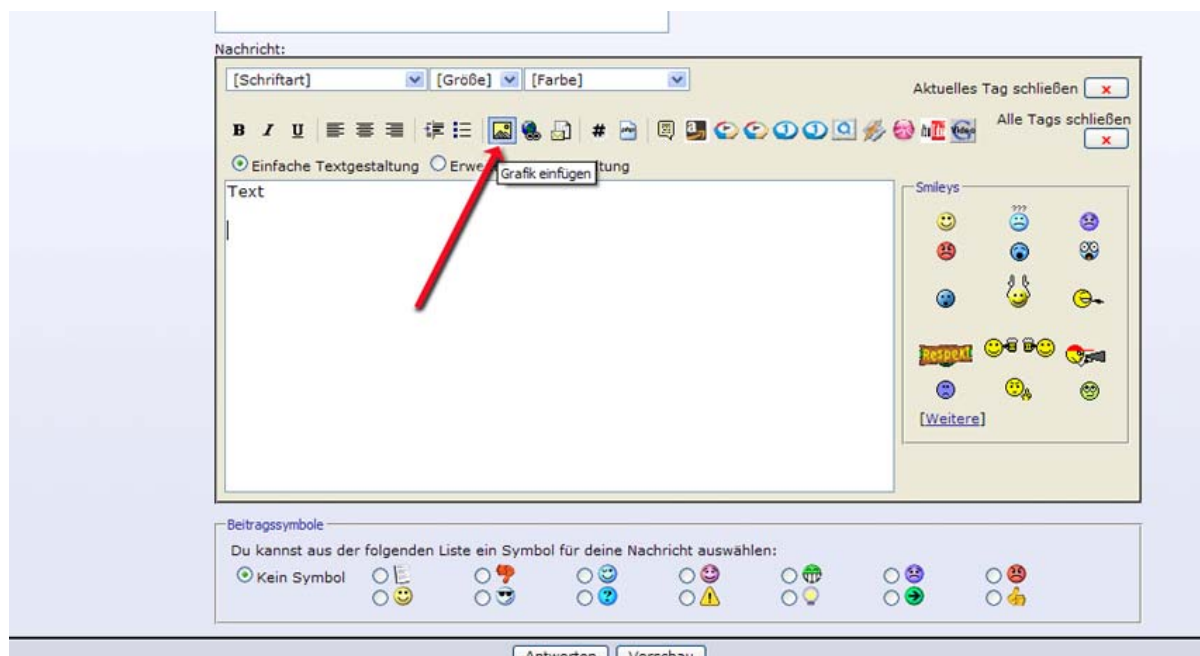 Nachricht:
[Schriftart] [Größe] [Farbe]
Aktuelles Tag schließen x
B I U # php
Alle Tags schließen
x
Einfache Textgestaltung Erwe tung
Grafik einfügen
Text
Smileys
???
Respekt
[Weitere]
Beitragssymbole
Du kannst aus der folgenden Liste ein Symbol für deine Nachricht auswählen:
Kein Symbol
Antworten Vorschau